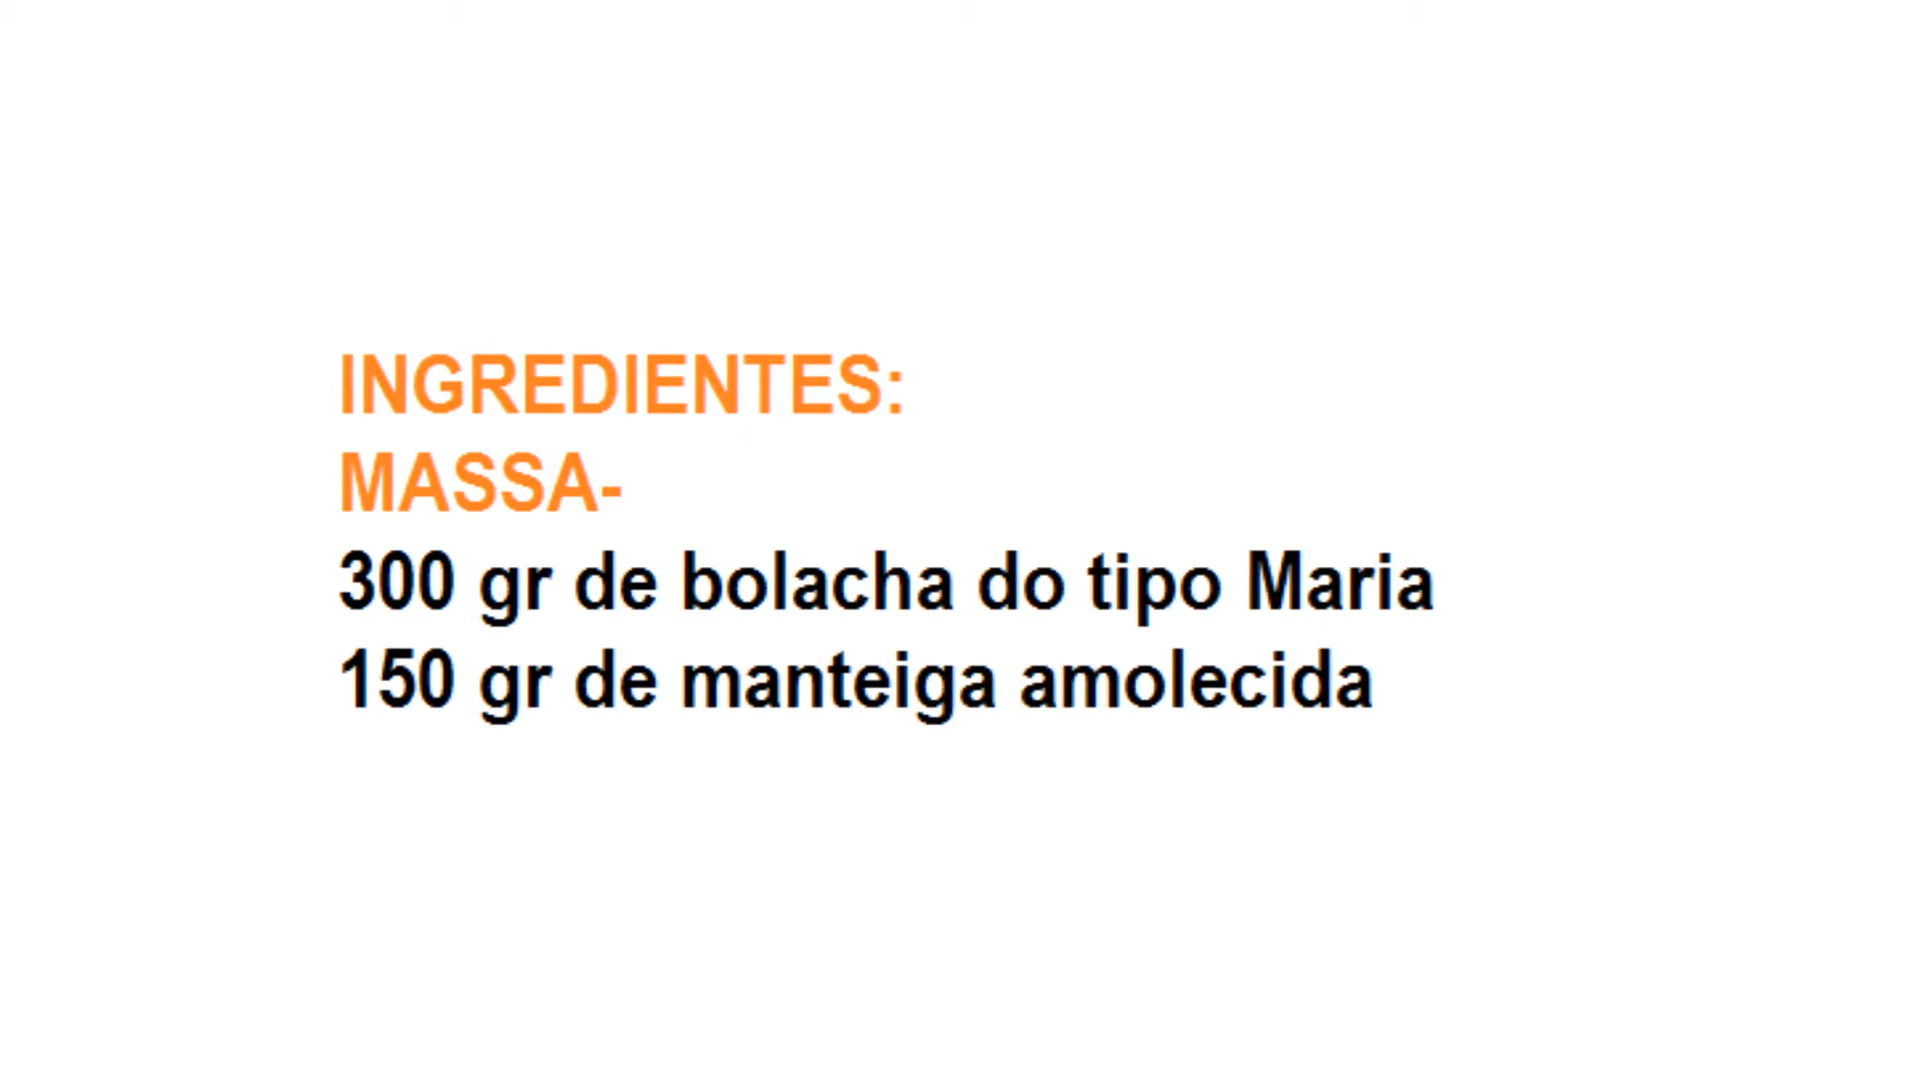 INGREDIENTES:
MASSA-
300 gr de bolacha do tipo Maria
150 gr de manteiga amolecida